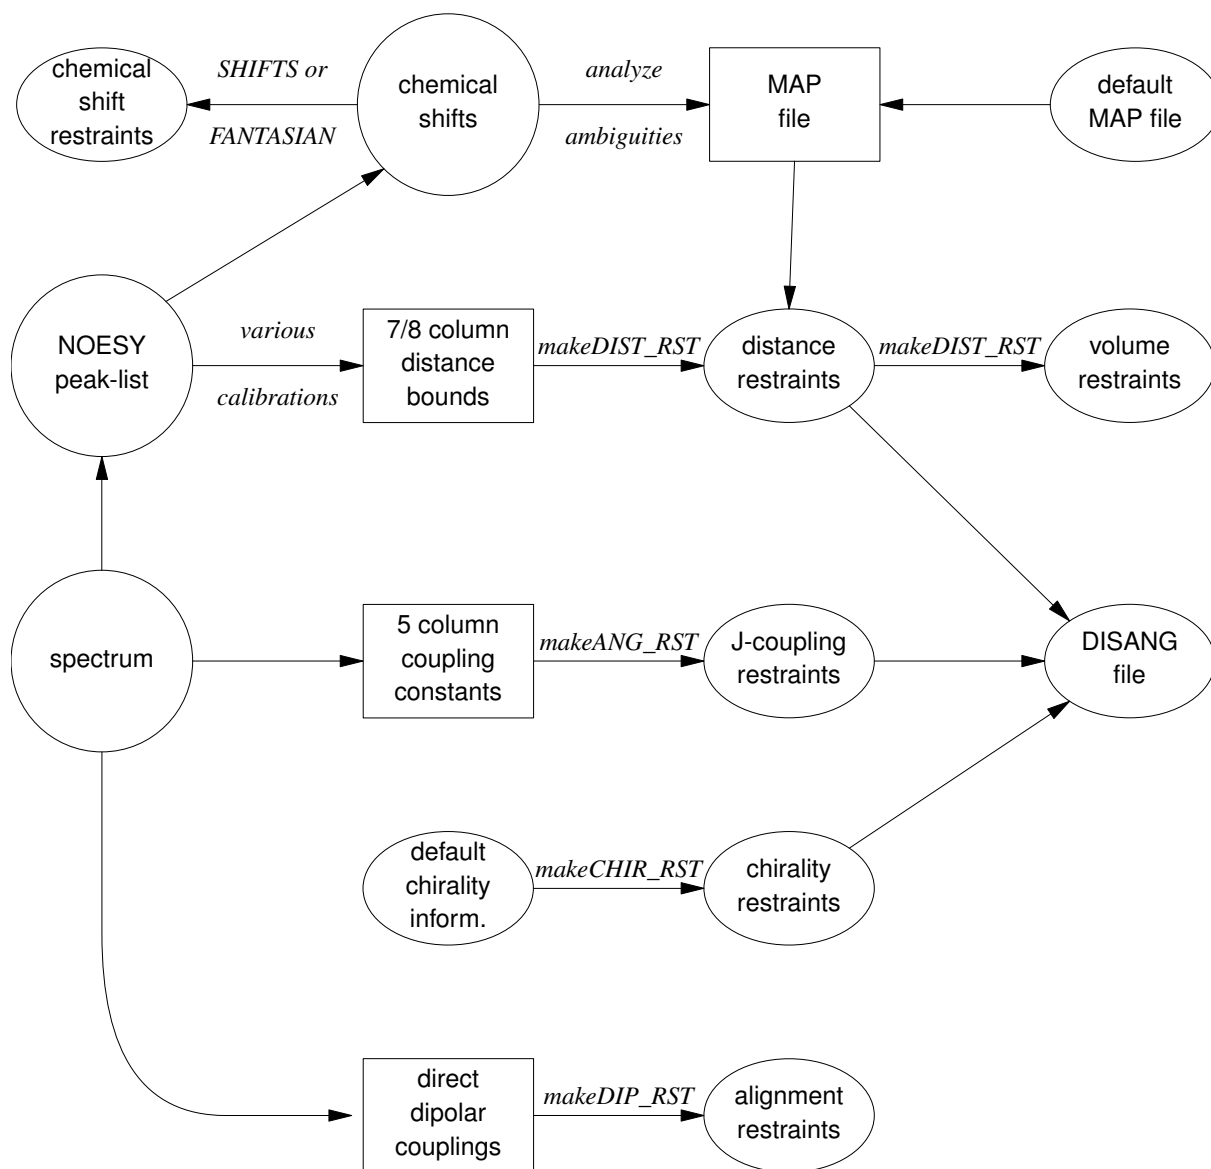 chemical
shift
restraints
SHIFTS or
FANTASIAN
chemical
shifts
analyze
ambiguities
MAP
file
default
MAP file
NOESY
peak-list
various
calibrations
7/8 column
distance
bounds
makeDIST_RST
distance
restraints
makeDIST_RST
volume
restraints
spectrum
5 column
coupling
constants
makeANG_RST
J-coupling
restraints
DISANG
file
default
chirality
inform.
makeCHIR_RST
chirality
restraints
direct
dipolar
couplings
makeDIP_RST
alignment
restraints